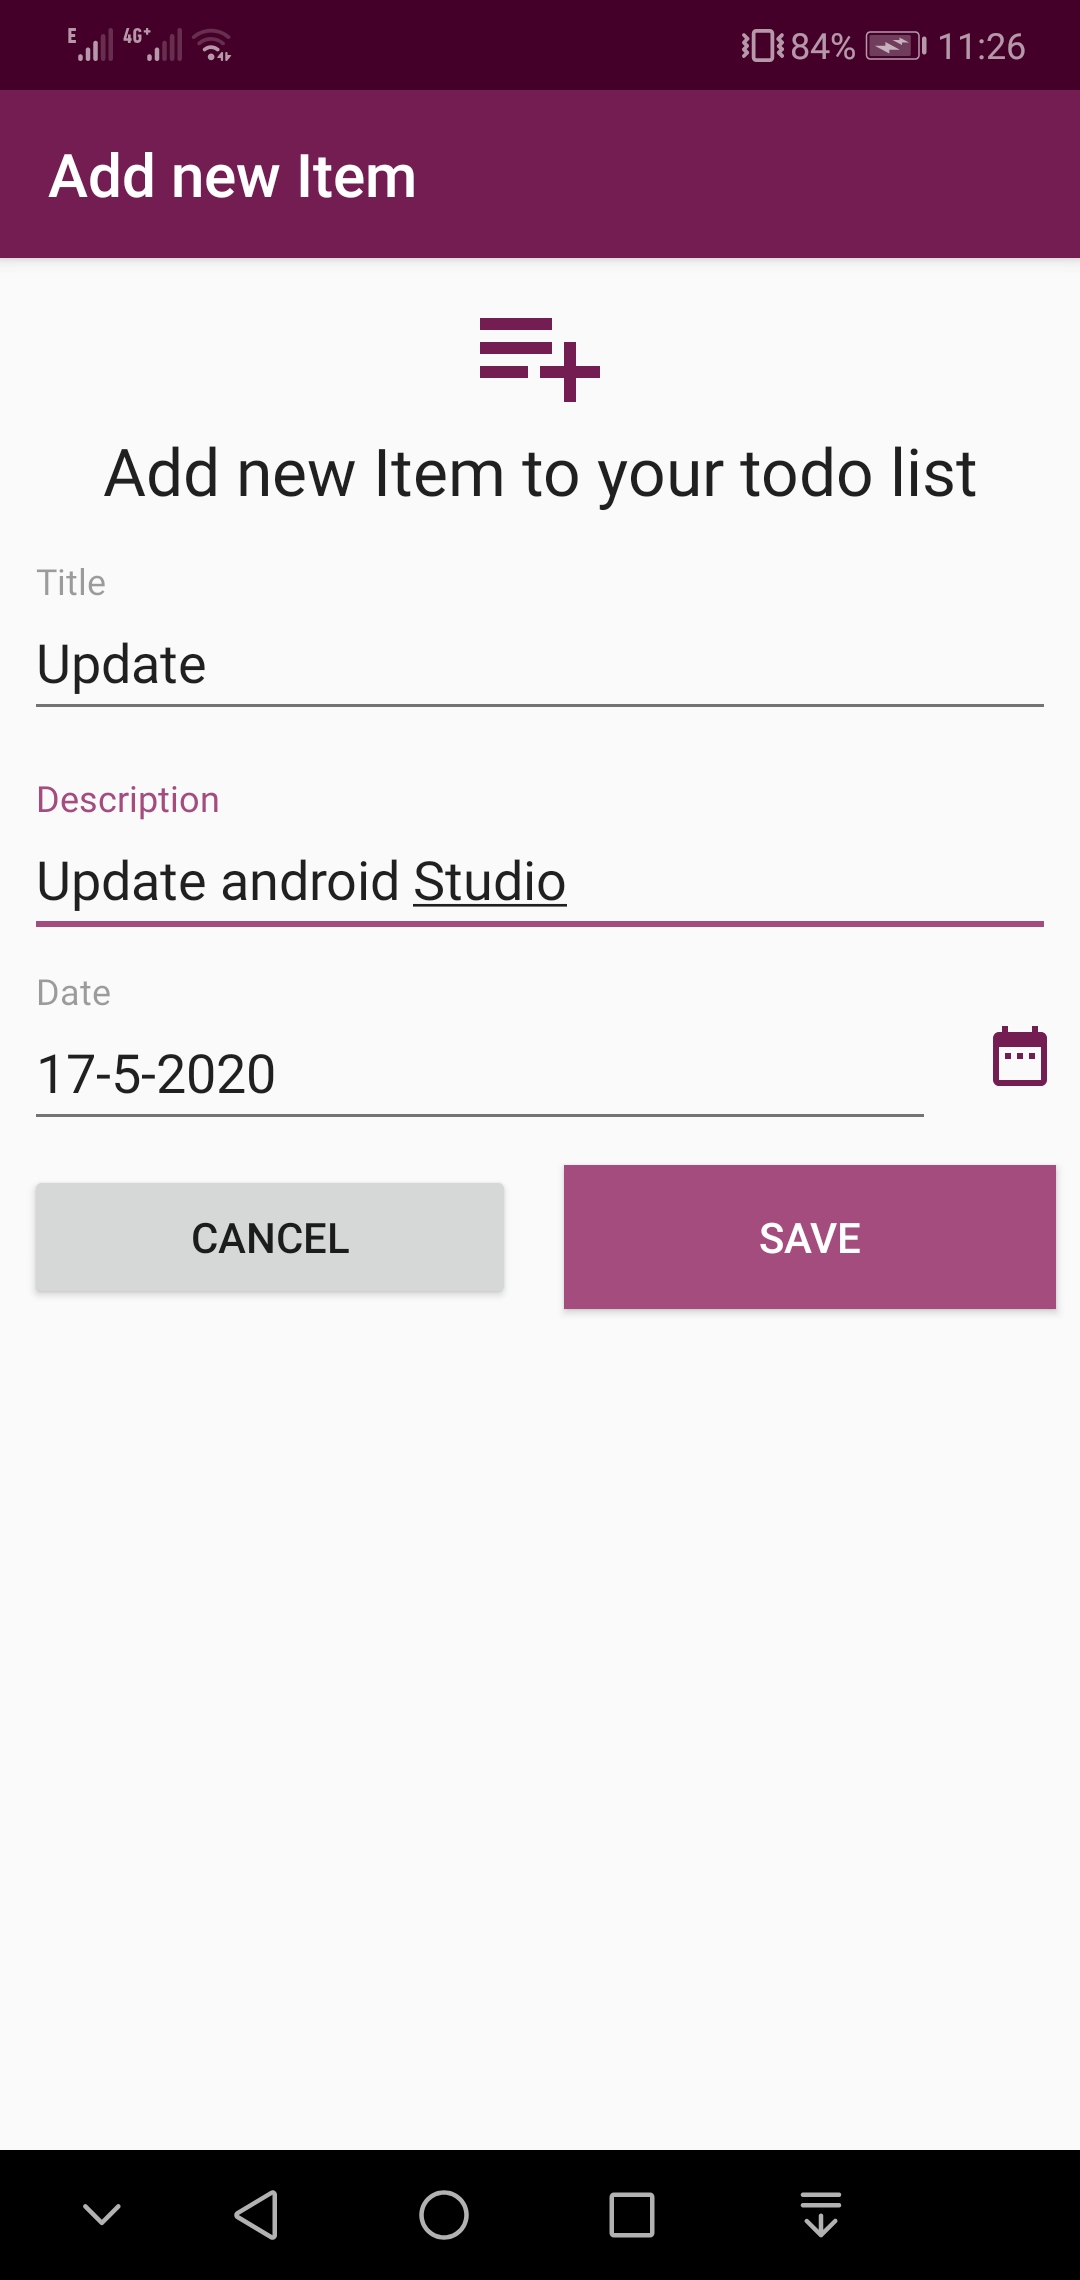 E 4G+ 84% 11:26
Add new Item
Add new Item to your todo list
Title
Update
Description
Update android Studio
Date
17-5-2020
CANCEL SAVE